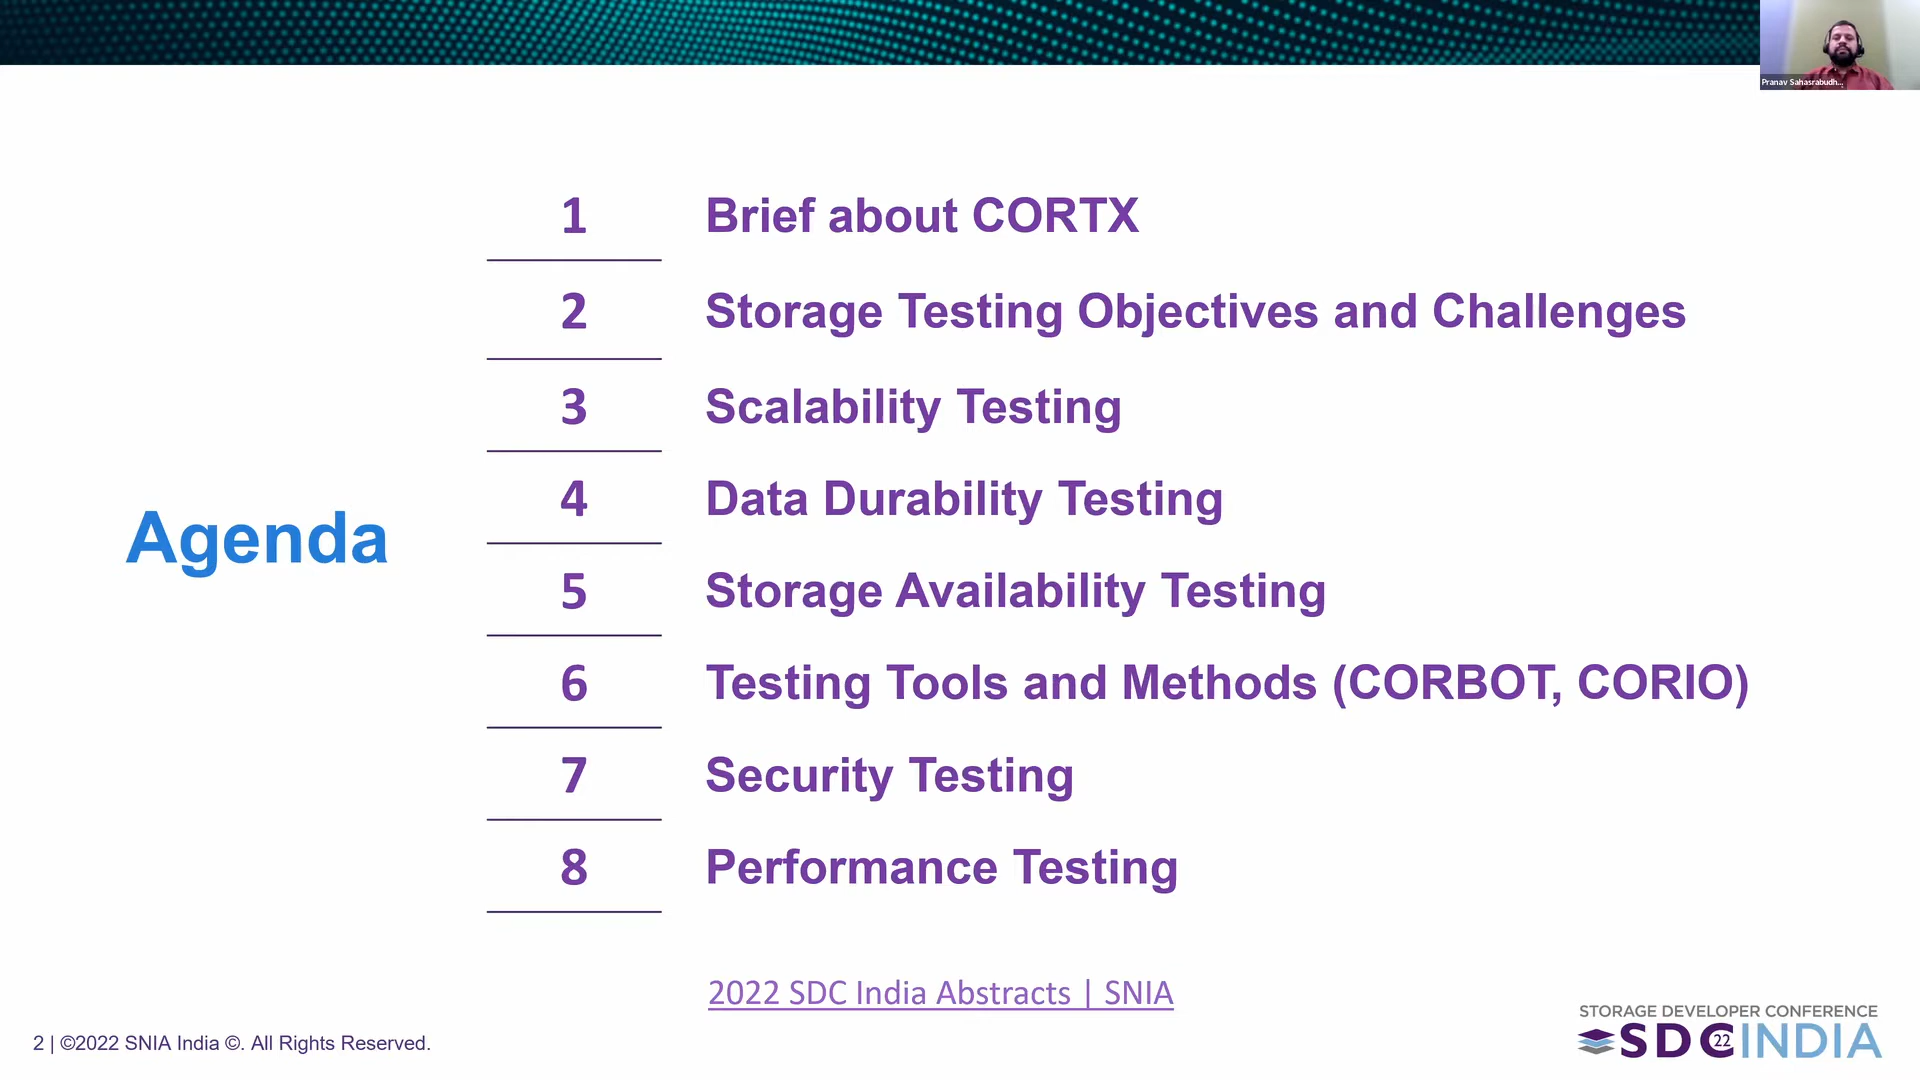 Pranav Sahasrabudh...
Agenda
1 Brief about CORTX
2 Storage Testing Objectives and Challenges
3 Scalability Testing
4 Data Durability Testing
5 Storage Availability Testing
6 Testing Tools and Methods (CORBOT, CORIO)
7 Security Testing
8 Performance Testing
2022 SDC India Abstracts | SNIA
2 | ©2022 SNIA India ©. All Rights Reserved.
STORAGE DEVELOPER CONFERENCE
SDC 22 INDIA